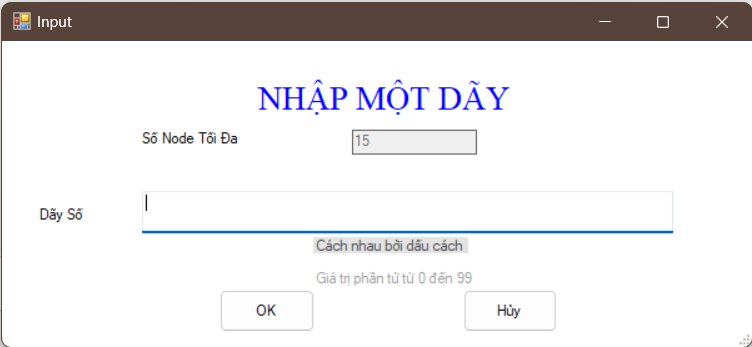 Input
NHẬP MỘT DÃY
Số Node Tối Đa
15
Dãy Số
Cách nhau bởi dấu cách
Giá trị phần tử từ 0 đến 99
OK
Hủy